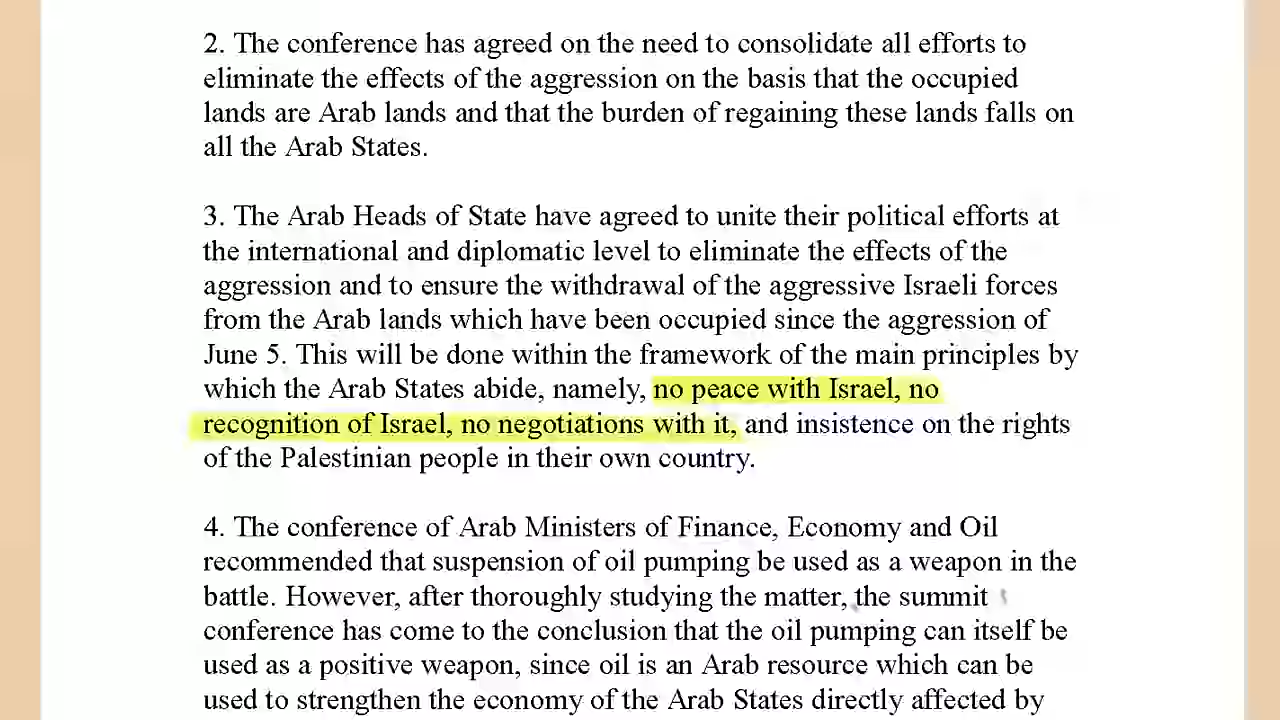 2. The conference has agreed on the need to consolidate all efforts to
eliminate the effects of the aggression on the basis that the occupied
lands are Arab lands and that the burden of regaining these lands falls on
all the Arab States.
3. The Arab Heads of State have agreed to unite their political efforts at
the international and diplomatic level to eliminate the effects of the
aggression and to ensure the withdrawal of the aggressive Israeli forces
from the Arab lands which have been occupied since the aggression of
June 5. This will be done within the framework of the main principles by
which the Arab States abide, namely, no peace with Israel, no
recognition of Israel, no negotiations with it, and insistence on the rights
of the Palestinian people in their own country.
4. The conference of Arab Ministers of Finance, Economy and Oil
recommended that suspension of oil pumping be used as a weapon in the
battle. However, after thoroughly studying the matter, the summit
conference has come to the conclusion that the oil pumping can itself be
used as a positive weapon, since oil is an Arab resource which can be
used to strengthen the economy of the Arab States directly affected by